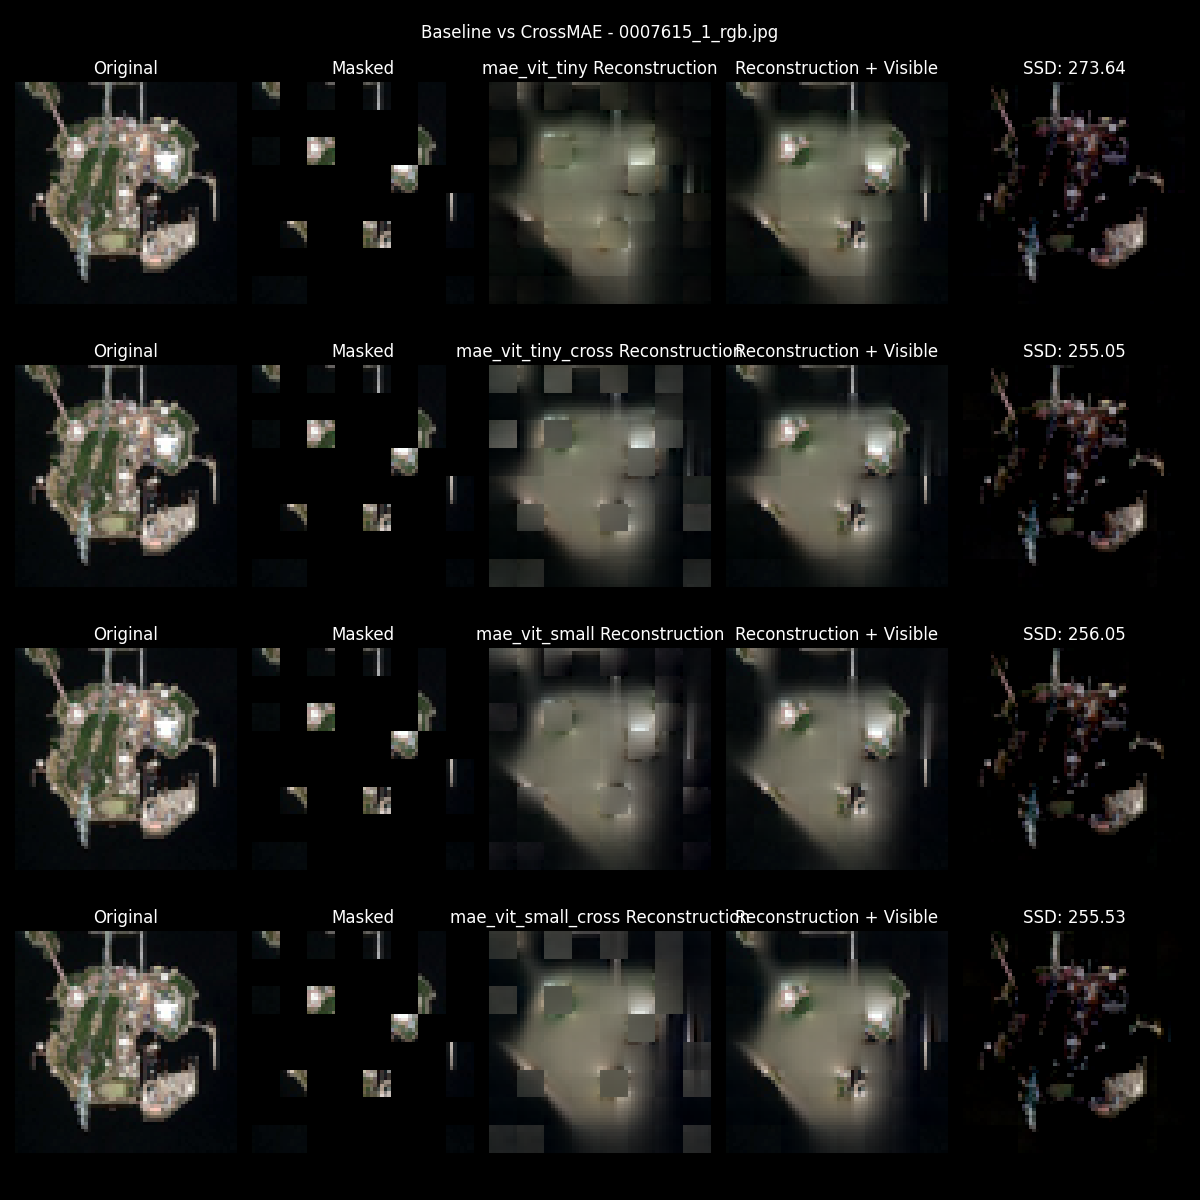 Baseline vs CrossMAE - 0007615_1_rgb.jpg
Original Masked mae_vit_tiny Reconstruction Reconstruction + Visible SSD: 273.64
Original Masked mae_vit_tiny_cross Reconstruction Reconstruction + Visible SSD: 255.05
Original Masked mae_vit_small Reconstruction Reconstruction + Visible SSD: 256.05
Original Masked mae_vit_small_cross Reconstruction Reconstruction + Visible SSD: 255.53